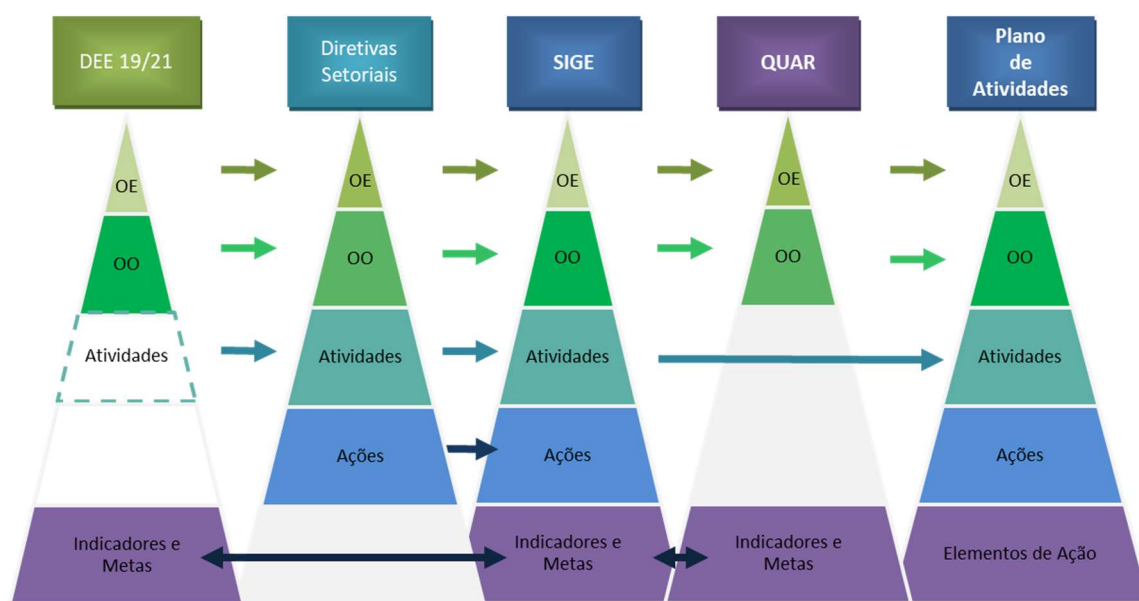 DEE 19/21
Diretivas
Setoriais
SIGE
QUAR
Plano
de
Atividades
OE
OE
OE
OE
OE
OO
OO
OO
OO
OO
Atividades
Atividades
Atividades
Atividades
Ações
Ações
Ações
Indicadores e
Metas
Indicadores e
Metas
Indicadores e
Metas
Elementos de Ação